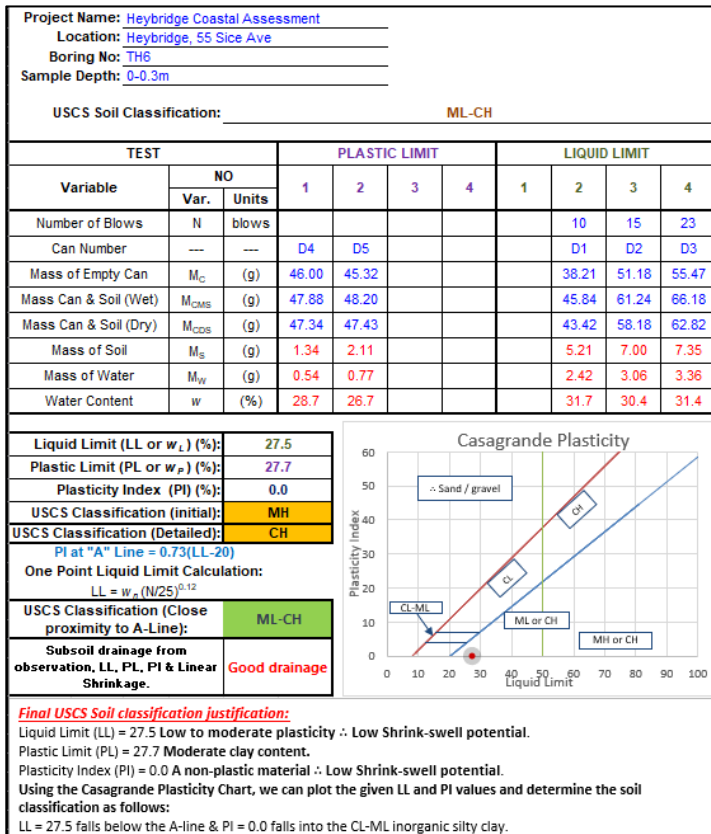 Project Name: Heybridge Coastal Assessment
Location: Heybridge, 55 Sice Ave
Boring No: TH6
Sample Depth: 0-0.3m
USCS Soil Classification: ML-CH
TEST NO PLASTIC LIMIT LIQUID LIMIT
Variable Var. Units 1 2 3 4 1 2 3 4
Number of Blows N blows 10 15 23
Can Number --- --- D4 D5 D1 D2 D3
Mass of Empty Can MC (g) 46.00 45.32 38.21 51.18 55.47
Mass Can & Soil (Wet) MCMS (g) 47.88 48.20 45.84 61.24 66.18
Mass Can & Soil (Dry) MCDS (g) 47.34 47.43 43.42 58.18 62.82
Mass of Soil MS (g) 1.34 2.11 5.21 7.00 7.35
Mass of Water MW (g) 0.54 0.77 2.42 3.06 3.36
Water Content w (%) 28.7 26.7 31.7 30.4 31.4
Liquid Limit (LL or wL) (%): 27.5
Plastic Limit (PL or wP) (%): 27.7
Plasticity Index (PI) (%): 0.0
USCS Classification (initial): MH
USCS Classification (Detailed): CH
PI at "A" Line = 0.73(LL-20)
One Point Liquid Limit Calculation:
LL = wn (N/25)0.12
USCS Classification (Close
proximity to A-Line): ML-CH
Subsoil drainage from
observation, LL, PL, PI & Linear
Shrinkage. Good drainage
Casagrande Plasticity
Plasticity Index
60
50
40
30
20
10
0
∴ Sand / gravel
CH
CL
CL-ML
ML or CH
MH or CH
0 10 20 30 40 50 60 70 80 90 100
Liquid Limit
Final USCS Soil classification justification:
Liquid Limit (LL) = 27.5 Low to moderate plasticity ∴ Low Shrink-swell potential.
Plastic Limit (PL) = 27.7 Moderate clay content.
Plasticity Index (PI) = 0.0 A non-plastic material ∴ Low Shrink-swell potential.
Using the Casagrande Plasticity Chart, we can plot the given LL and PI values and determine the soil
classification as follows:
LL = 27.5 falls below the A-line & PI = 0.0 falls into the CL-ML inorganic silty clay.